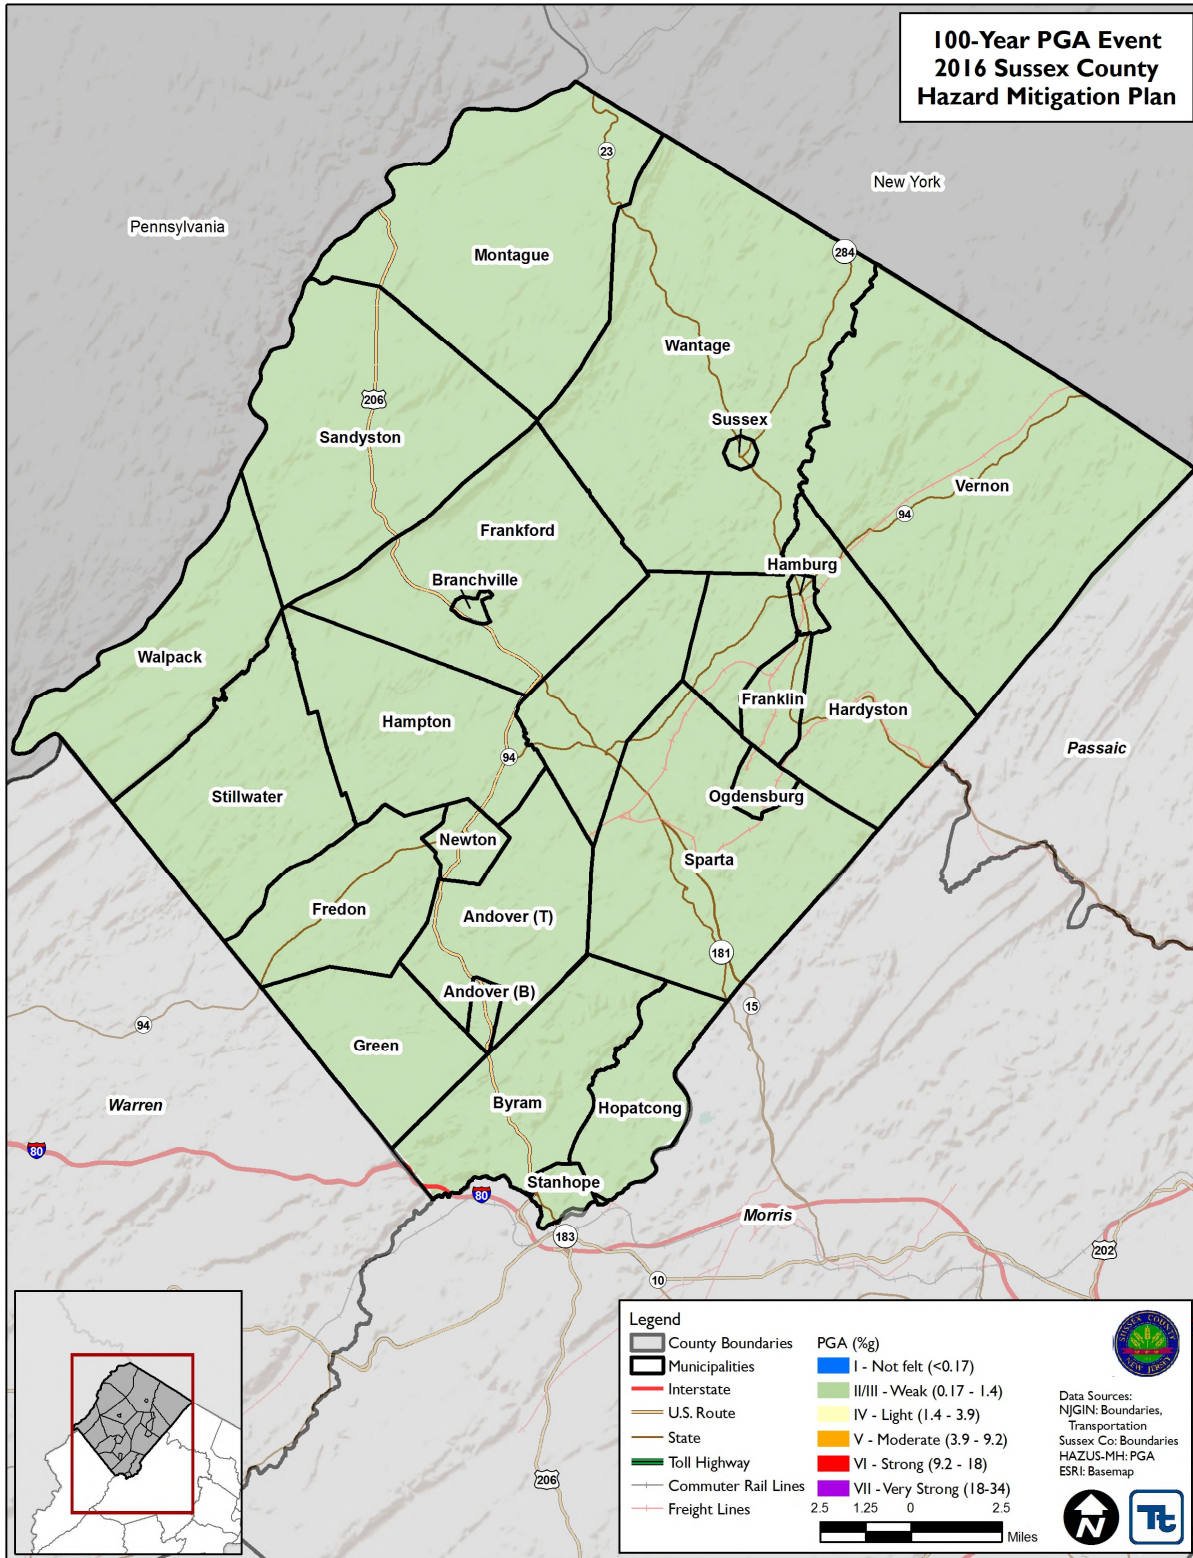 100-Year PGA Event
2016 Sussex County
Hazard Mitigation Plan
New York
Pennsylvania
23
284
Montague
Wantage
206
Sussex
Sandyston
Vernon
94
Frankford
Hamburg
Branchville
Walpack
Franklin
Hardyston
Hampton
94
Passaic
Stillwater
Ogdensburg
Newton
Sparta
Fredon
Andover (T)
181
Andover (B)
15
94
Green
Warren
Byram
Hopatcong
80
Stanhope
80
Morris
183
202
10
206
Legend
County Boundaries
Municipalities
Interstate
U.S. Route
State
Toll Highway
Commuter Rail Lines
Freight Lines
PGA (%g)
I - Not felt (<0.17)
II/III - Weak (0.17 - 1.4)
IV - Light (1.4 - 3.9)
V - Moderate (3.9 - 9.2)
VI - Strong (9.2 - 18)
VII - Very Strong (18-34)
2.5 1.25 0 2.5
Miles
SUSSEX COUNTY
NEW JERSEY
Data Sources:
NJGIN: Boundaries,
Transportation
Sussex Co: Boundaries
HAZUS-MH: PGA
ESRI: Basemap
N
Tt